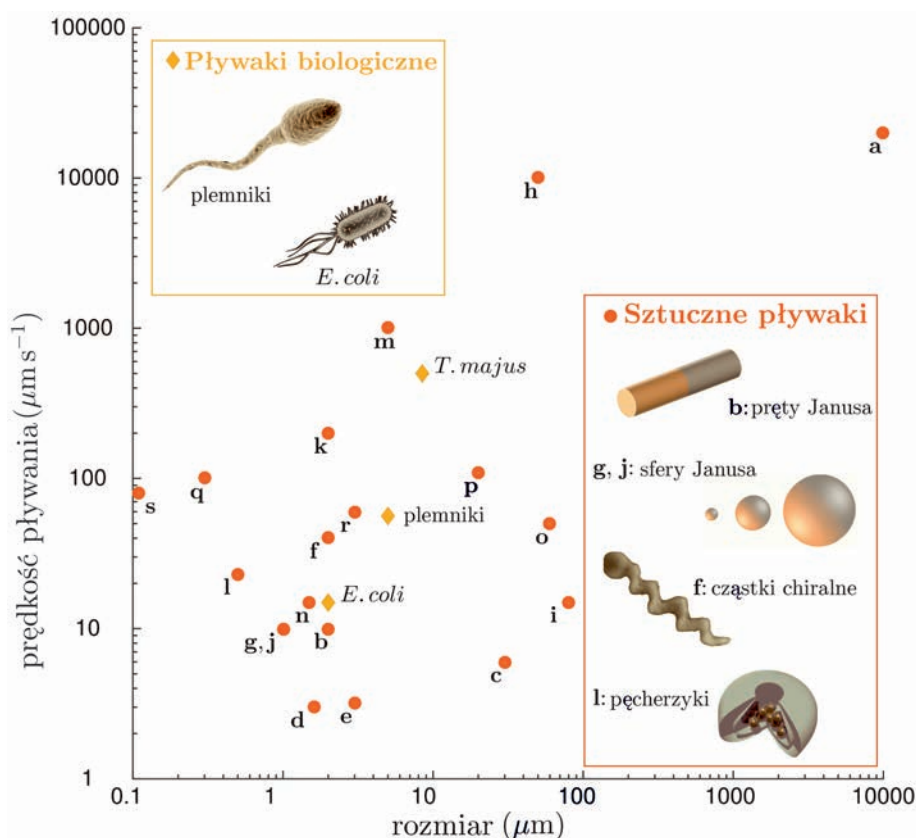 100000
10000
1000
100
10
1
prędkość pływania (μm s⁻¹)
Pływaki biologiczne
plemniki
E. coli
a
h
m
T. majus
k
s
q
p
r
plemniki
f
o
l
n
E. coli
g, j
b
i
c
d
e
Sztuczne pływaki
b: pręty Janusa
g, j: sfery Janusa
f: cząstki chiralne
l: pęcherzyki
0.1
1
10
100
1000
10000
rozmiar (μm)